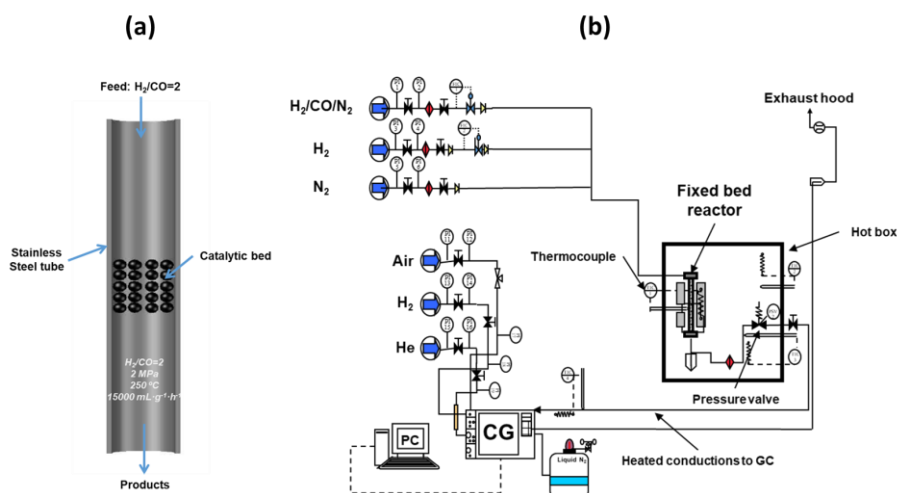 (a)
Feed: H₂/CO=2
Stainless
Steel tube
Catalytic bed
H₂/CO=2
2 MPa
250 ºC
15000 mL·g⁻¹·h⁻¹
Products
(b)
H₂/CO/N₂
H₂
N₂
Exhaust hood
Fixed bed
reactor
Hot box
Thermocouple
Air
H₂
He
Pressure valve
PC
CG
Liquid N₂
Heated conductions to GC